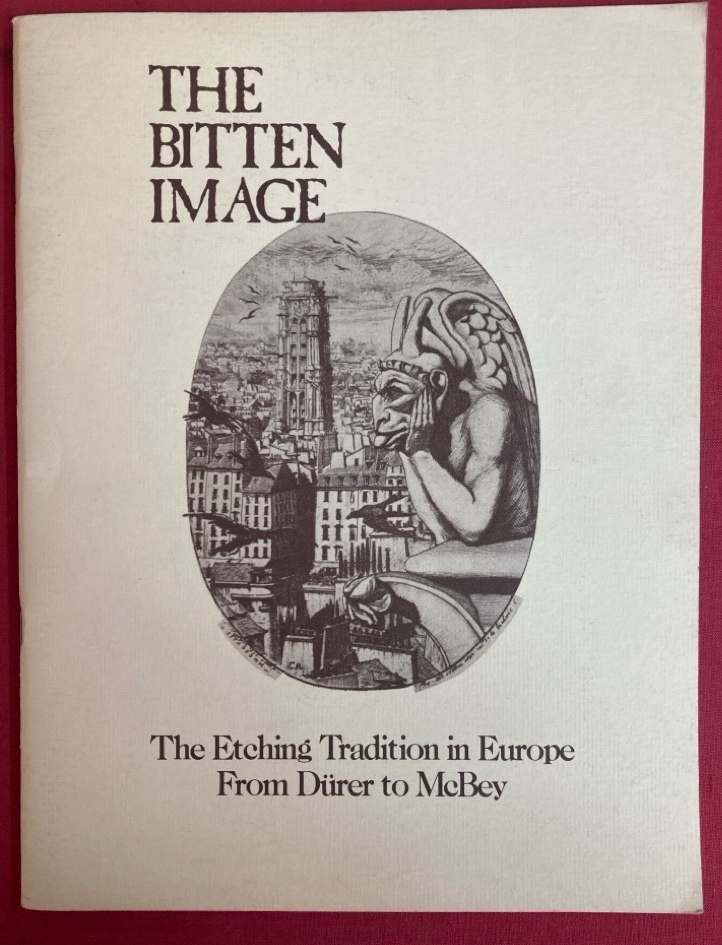 THE
BITTEN
IMAGE
C.M.
The Etching Tradition in Europe
From Dürer to McBey